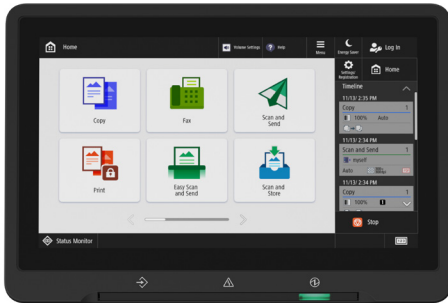 Home
Volume Settings
Help
Menu
Energy Saver
Log In
Settings/
Registration
Home
Timeline
11/13/ 2:35 PM
Copy 1
100% Auto
11/13/ 2:34 PM
Scan and Send 1
Auto
11/13/ 2:34 PM
Copy 1
100%
Copy
Fax
Scan and
Send
Print
Easy Scan
and Send
Scan and
Store
Stop
Status Monitor